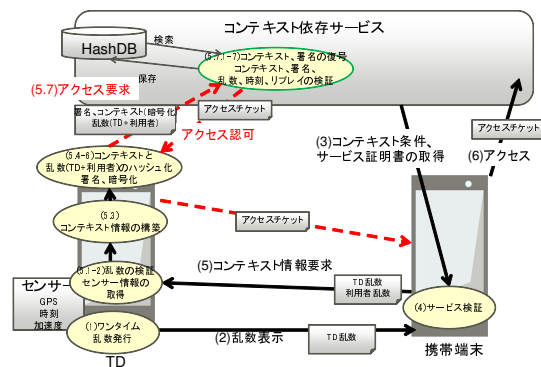 コンテキスト依存サービス
HashDB
検索
保存
(5.7.1-7)コンテキスト、署名の復号
コンテキスト、署名、
乱数、時刻、リプレイの検証
(5.7)アクセス要求
署名、コンテキスト(暗号化)
乱数(TD+利用者)
アクセスチケット
アクセス認可
(3)コンテキスト条件、
サービス証明書の取得
アクセスチケット
(6)アクセス
(5.4-6)コンテキストと
乱数(TD+利用者)のハッシュ化
署名、暗号化
アクセスチケット
(5.3)
コンテキスト情報の構築
(5)コンテキスト情報要求
(5.1-2)乱数の検証
センサー情報の
取得
センサー
GPS
時刻
加速度
TD乱数
利用者乱数
(4)サービス検証
(1)ワンタイム
乱数発行
(2)乱数表示
TD乱数
TD
携帯端末